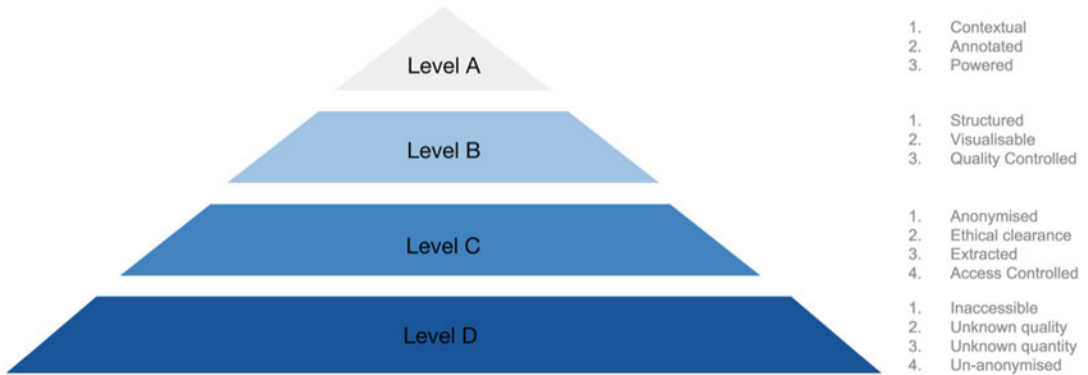 Level A
1. Contextual
2. Annotated
3. Powered
Level B
1. Structured
2. Visualisable
3. Quality Controlled
Level C
1. Anonymised
2. Ethical clearance
3. Extracted
4. Access Controlled
Level D
1. Inaccessible
2. Unknown quality
3. Unknown quantity
4. Un-anonymised